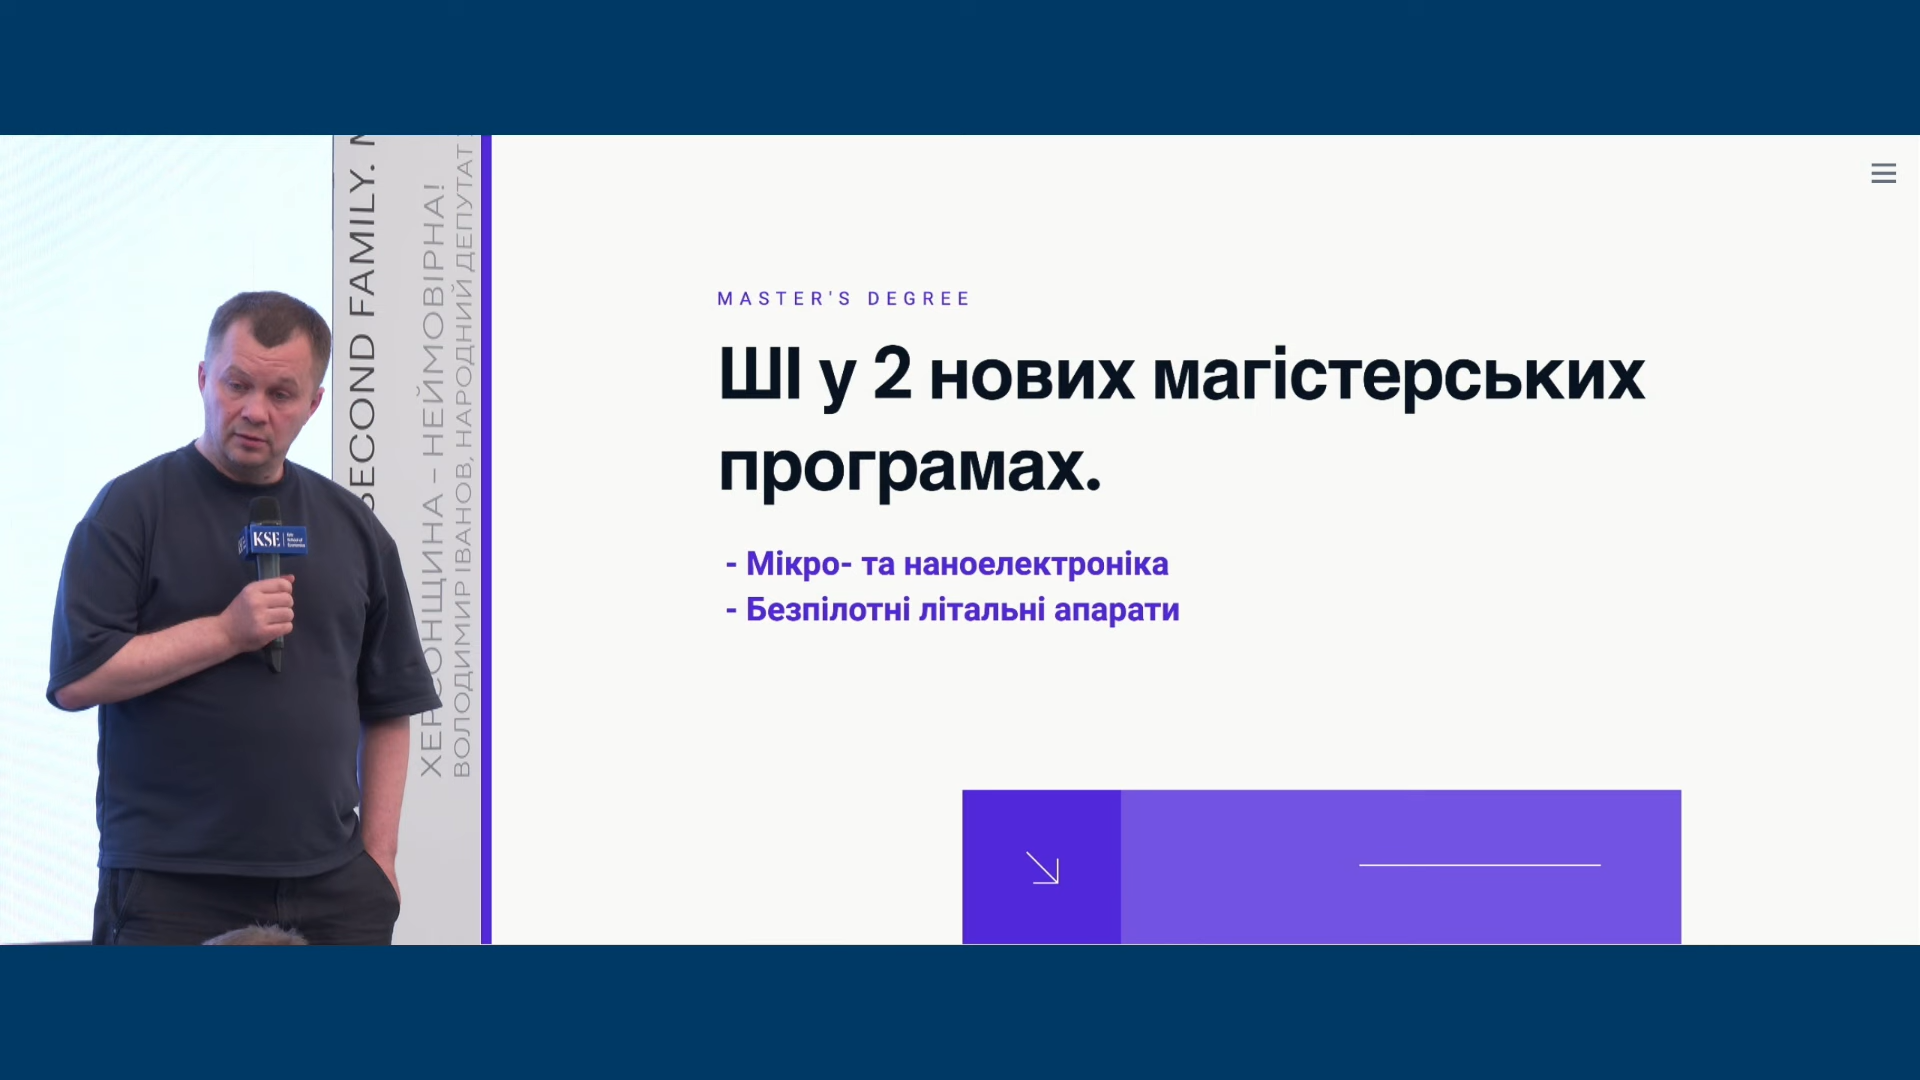 SECOND FAMILY.
ХЕРСОНЩИНА – НЕЙМОВІРНА!
ВОЛОДИМИР ІВАНОВ, НАРОДНИЙ ДЕПУТАТ
KSE
MASTER'S DEGREE
ШІ у 2 нових магістерських
програмах.
- Мікро- та наноелектроніка
- Безпілотні літальні апарати